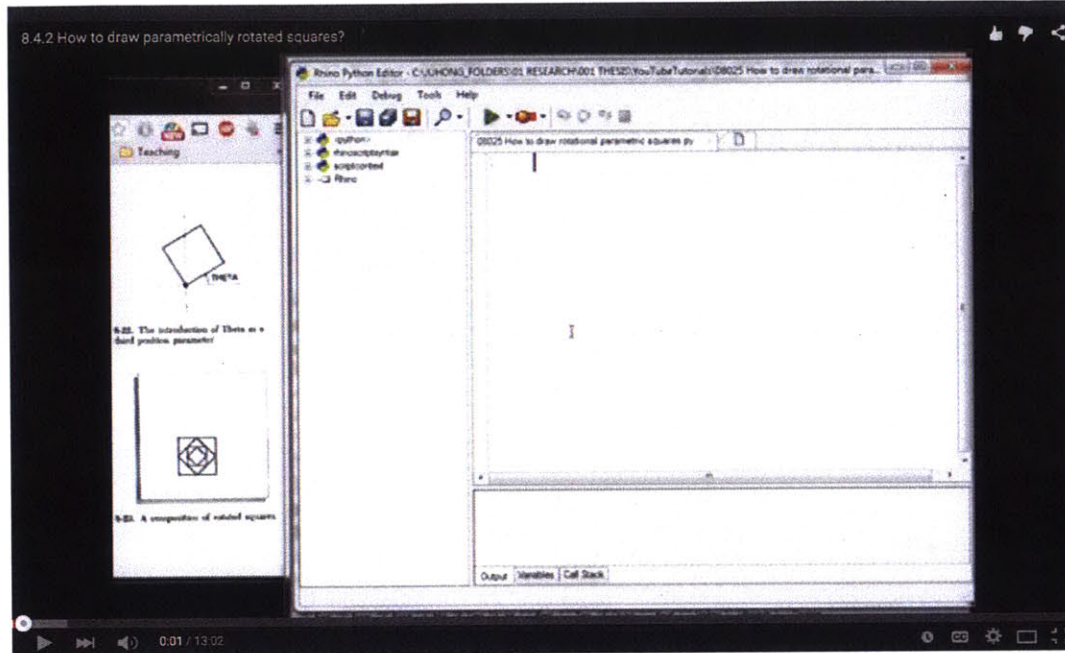 8.4.2 How to draw parametrically rotated squares?
Rhino Python Editor - C:\JUHONG_FOLDERS\01 RESEARCH\001 THESIS\YouTubeTutorials\08025 How to draw rotational para...
File Edit Debug Tools Help
Teaching
<python>
rhinoscriptsyntax
scriptcontext
Rhino
08025 How to draw rotational parametric squares.py
THETA
8-22. The introduction of Theta as a
third position parameter
8-23. A composition of rotated squares
Output Variables Call Stack
0:01 / 13:02
CC